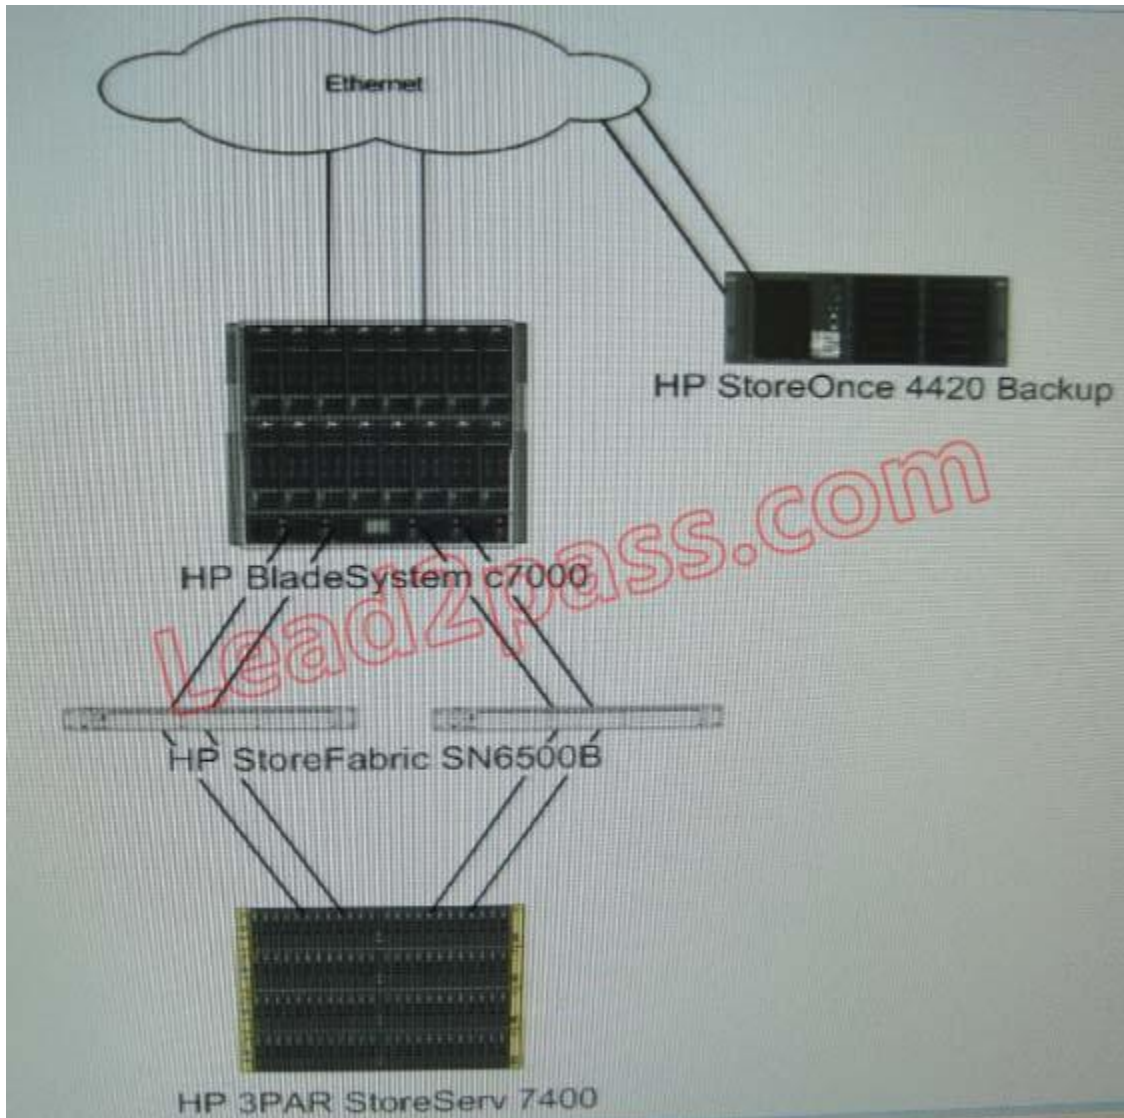 Ethernet
HP StoreOnce 4420 Backup
HP BladeSystem c7000
Lead2pass.com
HP StoreFabric SN6500B
HP 3PAR StoreServ 7400